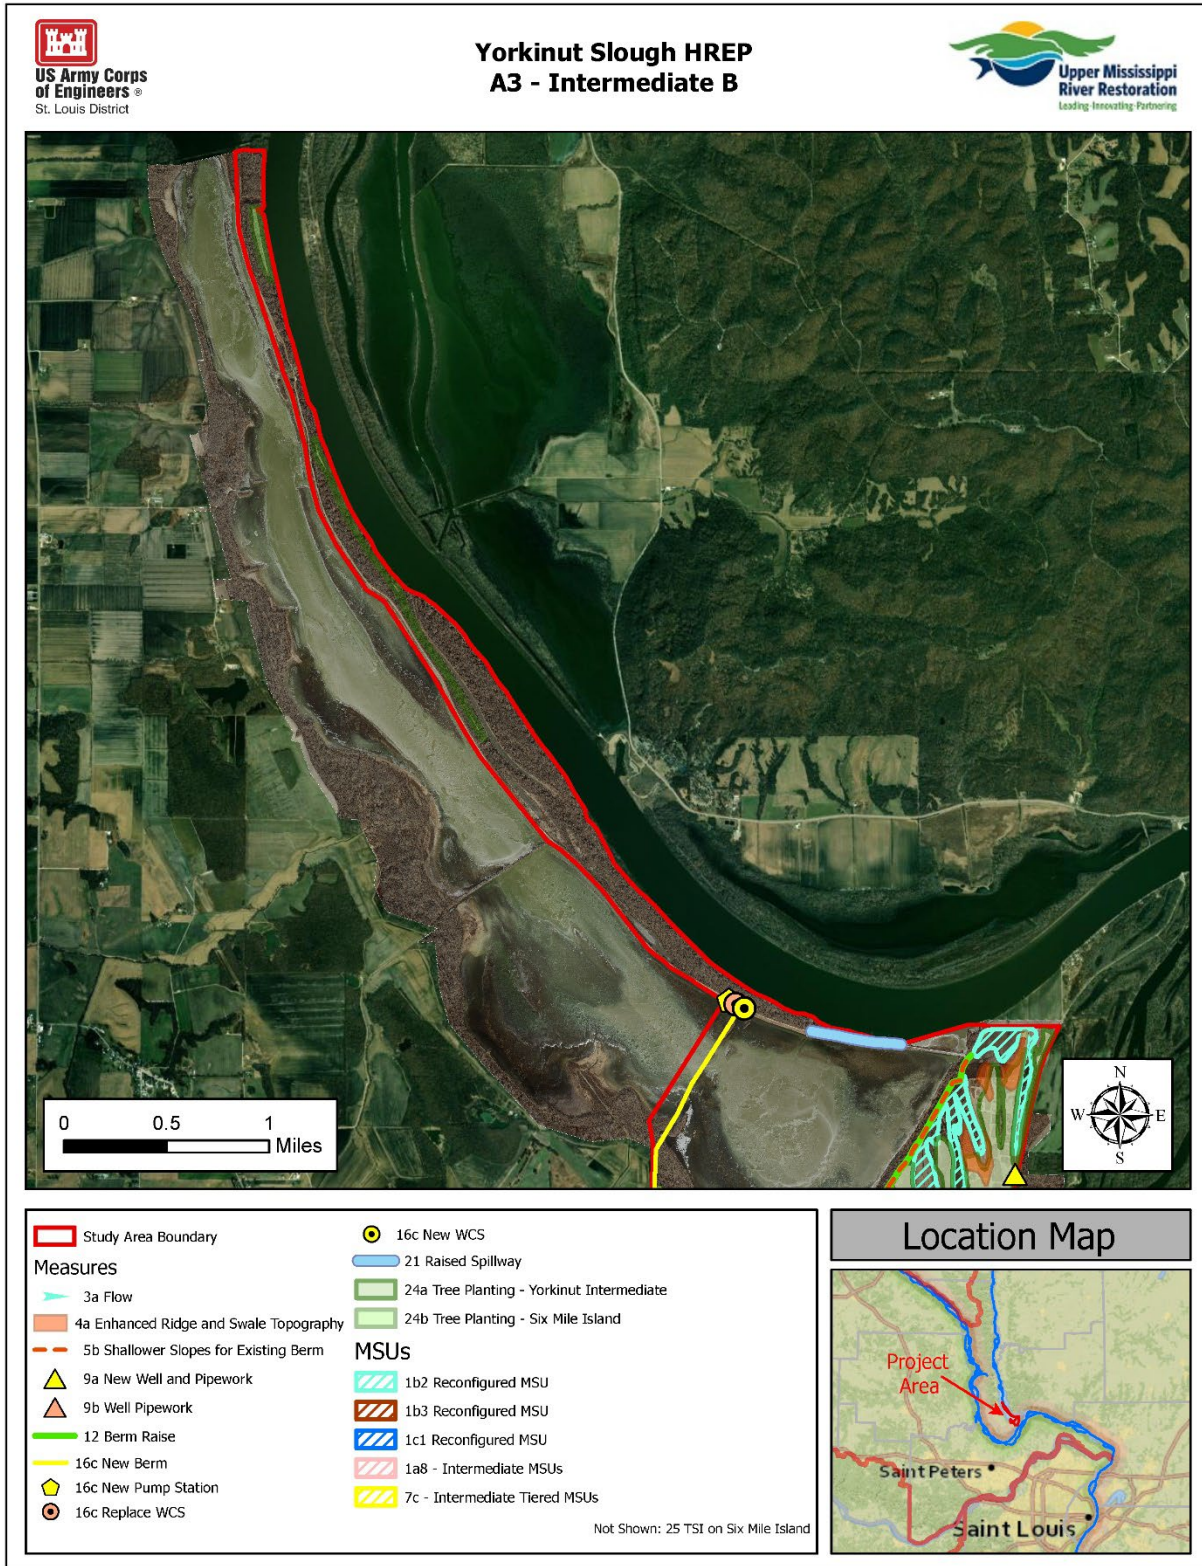 US Army Corps
of Engineers ®
St. Louis District
Yorkinut Slough HREP
A3 - Intermediate B
Upper Mississippi
River Restoration
Leading-Innovating-Partnering
N
W E
S
0 0.5 1
Miles
Study Area Boundary
Measures
3a Flow
4a Enhanced Ridge and Swale Topography
5b Shallower Slopes for Existing Berm
9a New Well and Pipework
9b Well Pipework
12 Berm Raise
16c New Berm
16c New Pump Station
16c Replace WCS
16c New WCS
21 Raised Spillway
24a Tree Planting - Yorkinut Intermediate
24b Tree Planting - Six Mile Island
MSUs
1b2 Reconfigured MSU
1b3 Reconfigured MSU
1c1 Reconfigured MSU
1a8 - Intermediate MSUs
7c - Intermediate Tiered MSUs
Not Shown: 25 TSI on Six Mile Island
Location Map
Project
Area
Saint Peters
Saint Louis